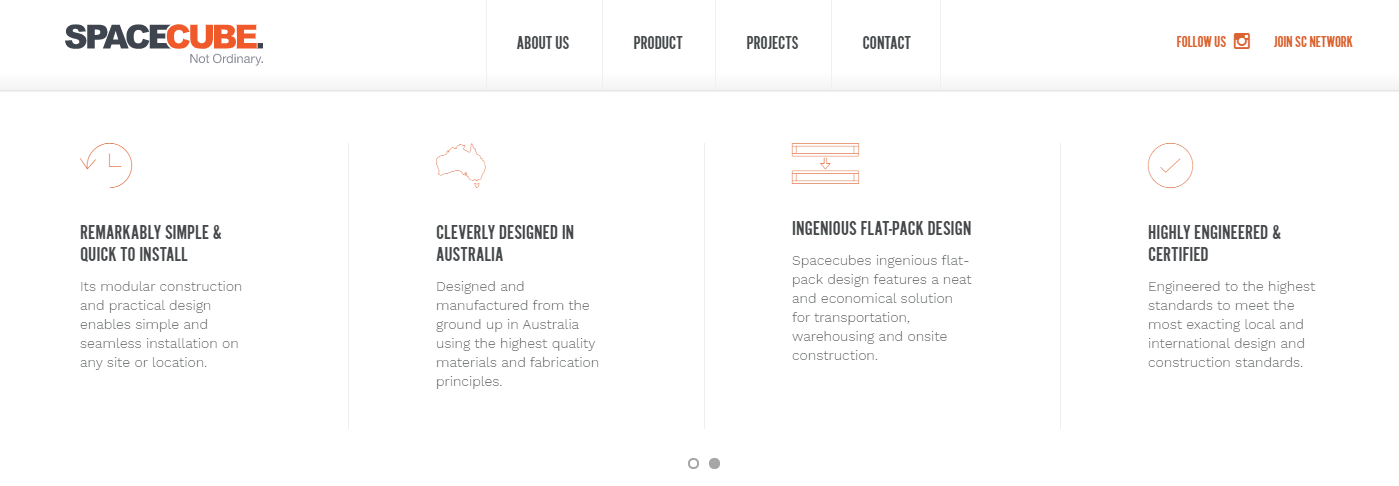 SPACECUBE.
Not Ordinary.
ABOUT US
PRODUCT
PROJECTS
CONTACT
FOLLOW US
JOIN SC NETWORK
REMARKABLY SIMPLE &
QUICK TO INSTALL
Its modular construction
and practical design
enables simple and
seamless installation on
any site or location.
CLEVERLY DESIGNED IN
AUSTRALIA
Designed and
manufactured from the
ground up in Australia
using the highest quality
materials and fabrication
principles.
INGENIOUS FLAT-PACK DESIGN
Spacecubes ingenious flat-
pack design features a neat
and economical solution
for transportation,
warehousing and onsite
construction.
HIGHLY ENGINEERED &
CERTIFIED
Engineered to the highest
standards to meet the
most exacting local and
international design and
construction standards.